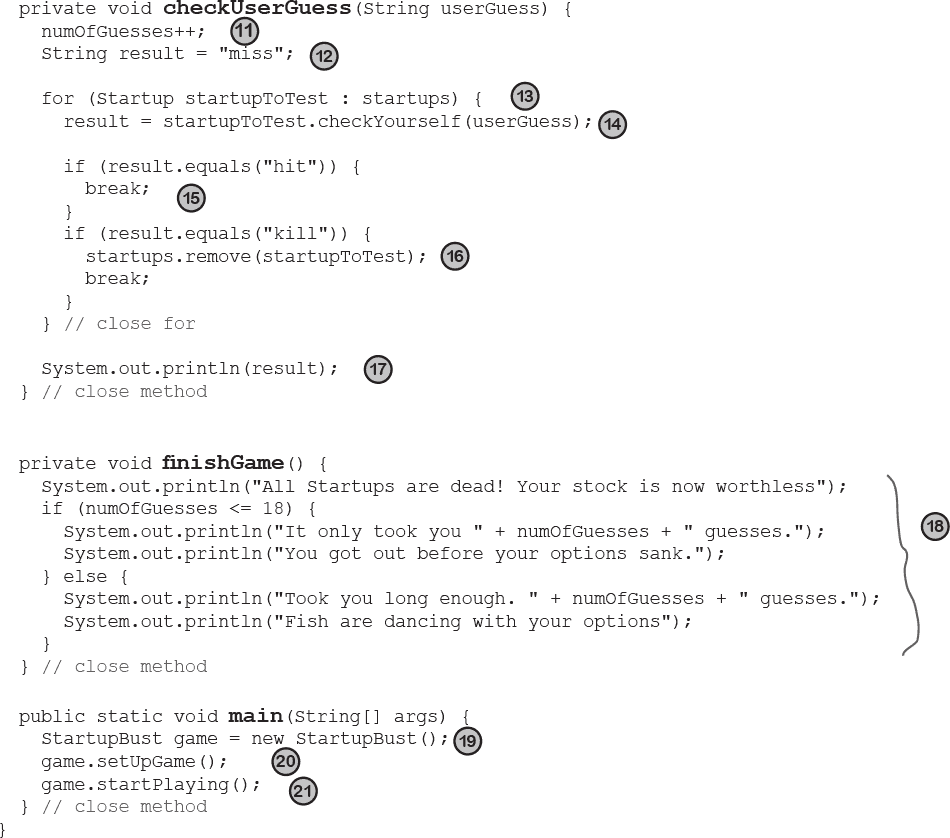 private void checkUserGuess(String userGuess) {
numOfGuesses++; 11
String result = "miss"; 12
for (Startup startupToTest : startups) { 13
result = startupToTest.checkYourself(userGuess); 14
if (result.equals("hit")) {
break; 15
}
if (result.equals("kill")) {
startups.remove(startupToTest); 16
break;
}
} // close for
System.out.println(result); 17
} // close method
private void finishGame() {
System.out.println("All Startups are dead! Your stock is now worthless");
if (numOfGuesses <= 18) {
System.out.println("It only took you " + numOfGuesses + " guesses."); 18
System.out.println("You got out before your options sank.");
} else {
System.out.println("Took you long enough. " + numOfGuesses + " guesses.");
System.out.println("Fish are dancing with your options");
}
} // close method
public static void main(String[] args) {
StartupBust game = new StartupBust(); 19
game.setUpGame(); 20
game.startPlaying(); 21
} // close method
}